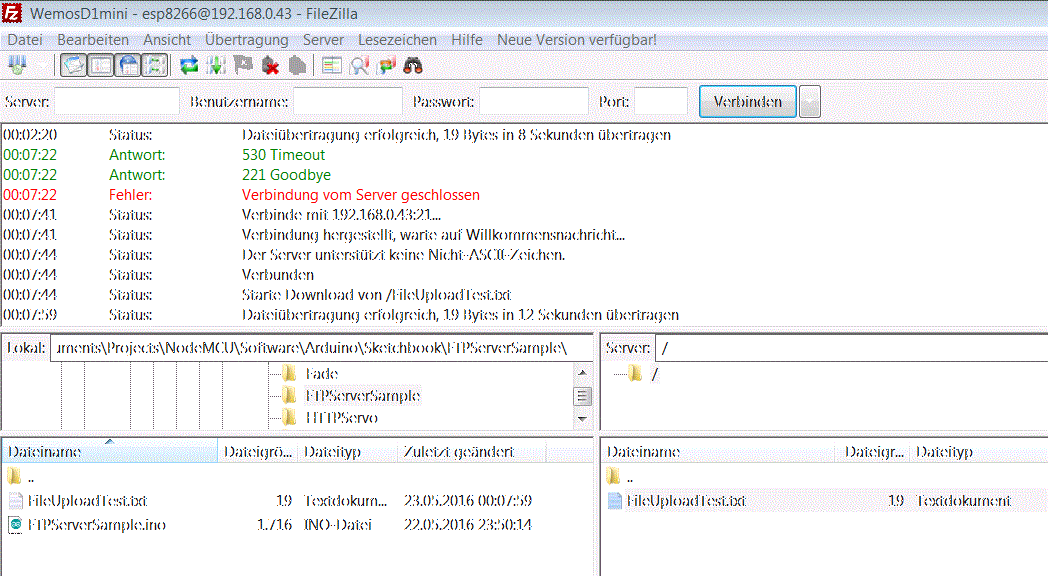 WemosD1mini - esp8266@192.168.0.43 - FileZilla
Datei Bearbeiten Ansicht Übertragung Server Lesezeichen Hilfe Neue Version verfügbar!
Server: Benutzername: Passwort: Port: Verbinden
00:02:20 Status: Dateiübertragung erfolgreich, 19 Bytes in 8 Sekunden übertragen
00:07:22 Antwort: 530 Timeout
00:07:22 Antwort: 221 Goodbye
00:07:22 Fehler: Verbindung vom Server geschlossen
00:07:41 Status: Verbinde mit 192.168.0.43:21...
00:07:41 Status: Verbindung hergestellt, warte auf Willkommensnachricht...
00:07:44 Status: Der Server unterstützt keine Nicht-ASCII-Zeichen.
00:07:44 Status: Verbunden
00:07:44 Status: Starte Download von /FileUploadTest.txt
00:07:59 Status: Dateiübertragung erfolgreich, 19 Bytes in 12 Sekunden übertragen
Lokal: uments\Projects\NodeMCU\Software\Arduino\Sketchbook\FTPServerSample\ Server: /
Fade /
FTPServerSample
HTTPServo
Dateiname Dateigrö... Dateityp Zuletzt geändert Dateiname Dateigr... Dateityp
.. ..
FileUploadTest.txt 19 Textdokum... 23.05.2016 00:07:59 FileUploadTest.txt 19 Textdokument
FTPServerSample.ino 1.716 INO-Datei 22.05.2016 23:50:14